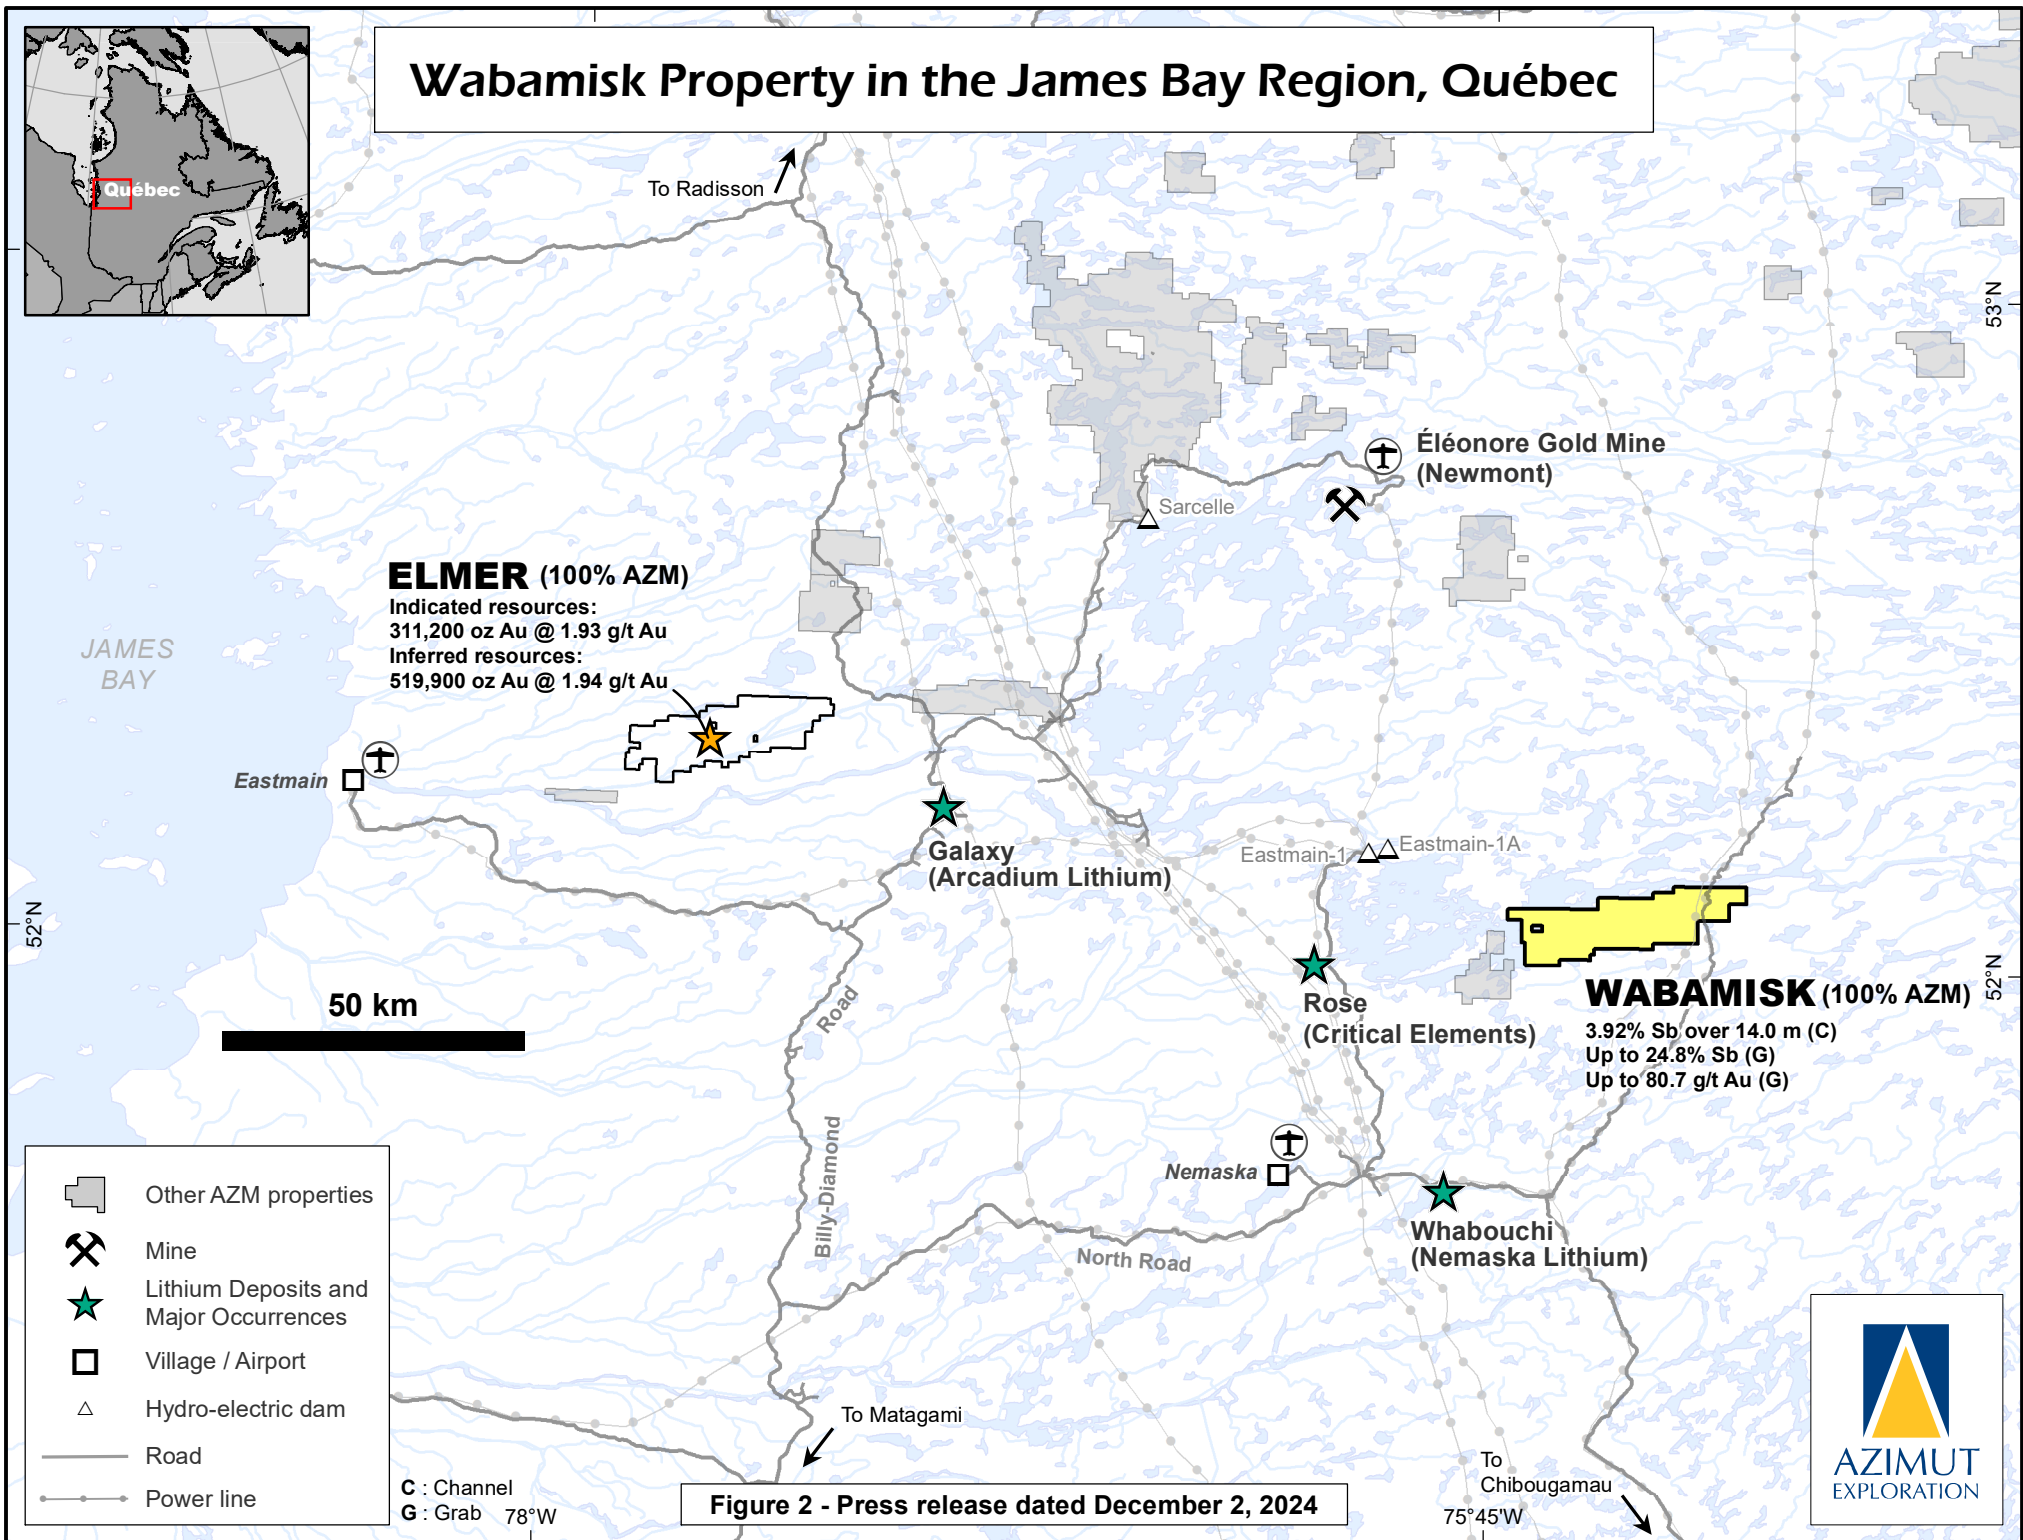 Wabamisk Property in the James Bay Region, Québec
Québec
To Radisson
53°N
Éléonore Gold Mine
(Newmont)
Sarcelle
ELMER (100% AZM)
Indicated resources:
311,200 oz Au @ 1.93 g/t Au
Inferred resources:
519,900 oz Au @ 1.94 g/t Au
JAMES
BAY
Eastmain
Galaxy
(Arcadium Lithium)
Eastmain-1
Eastmain-1A
52°N
52°N
50 km
Road
Billy-Diamond
Rose
(Critical Elements)
WABAMISK (100% AZM)
3.92% Sb over 14.0 m (C)
Up to 24.8% Sb (G)
Up to 80.7 g/t Au (G)
Nemaska
Whabouchi
(Nemaska Lithium)
North Road
Other AZM properties
Mine
Lithium Deposits and
Major Occurrences
Village / Airport
Hydro-electric dam
Road
Power line
C : Channel
G : Grab
78°W
To Matagami
Figure 2 - Press release dated December 2, 2024
To
Chibougamau
75°45'W
AZIMUT
EXPLORATION